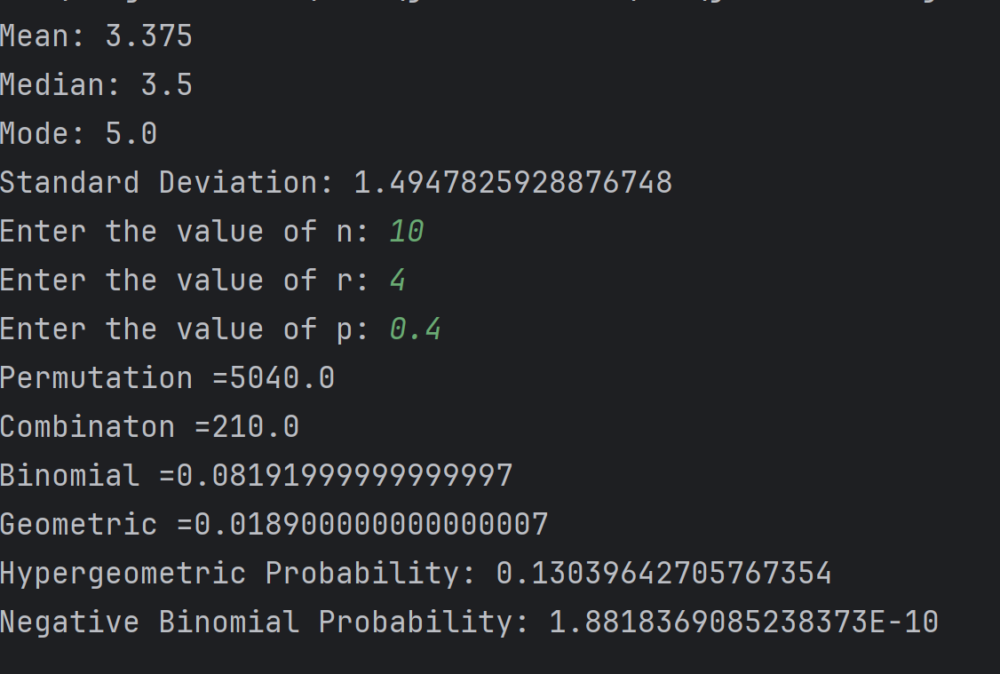 Mean: 3.375
Median: 3.5
Mode: 5.0
Standard Deviation: 1.4947825928876748
Enter the value of n: 10
Enter the value of r: 4
Enter the value of p: 0.4
Permutation =5040.0
Combinaton =210.0
Binomial =0.08191999999999997
Geometric =0.018900000000000007
Hypergeometric Probability: 0.13039642705767354
Negative Binomial Probability: 1.8818369085238373E-10